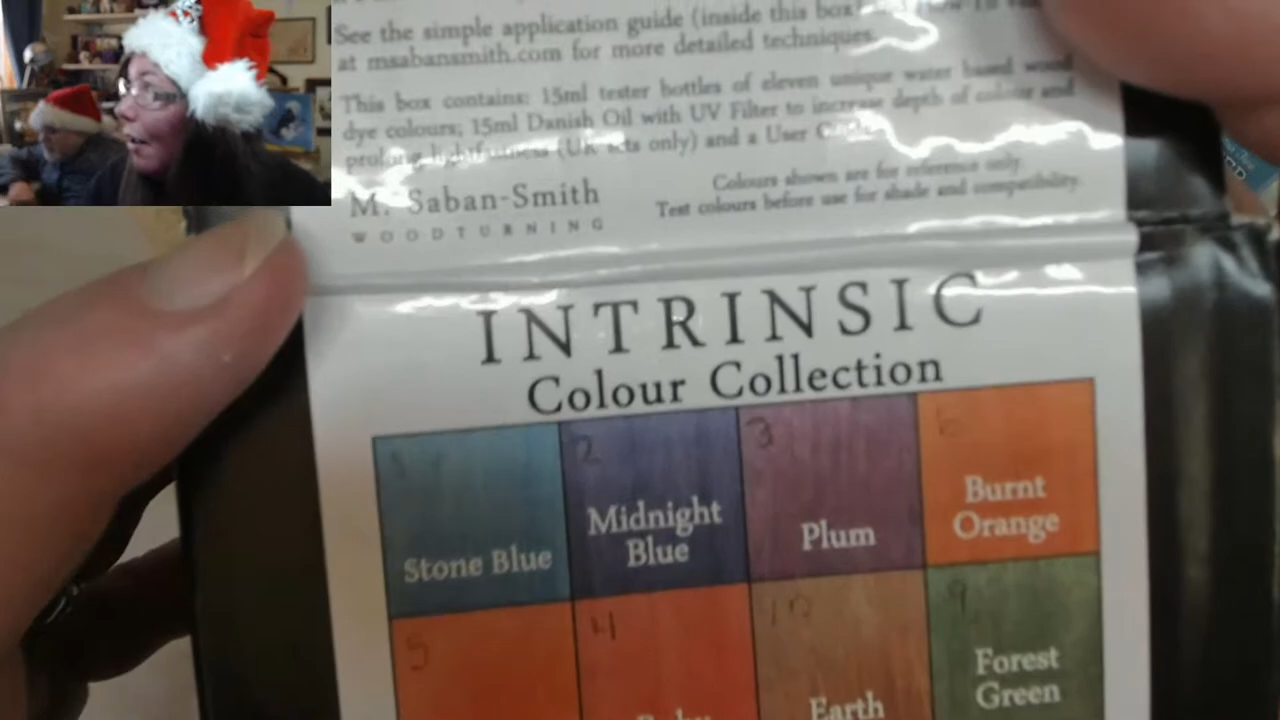 See the simple application guide (inside this box
at msabansmith.com for more detailed techniques.
This box contains: 15ml tester bottles of eleven unique water based wood
dye colours; 15ml Danish Oil with UV Filter to increase depth of colour and
prolong lightfastness (UK sets only) and a User
M. Saban-Smith
WOODTURNING
Colours shown are for reference only.
Test colours before use for shade and compatibility.
INTRINSIC
Colour Collection
1
2
3
6
Stone Blue
Midnight
Blue
Plum
Burnt
Orange
5
4
10
9
Ruby
Earth
Forest
Green